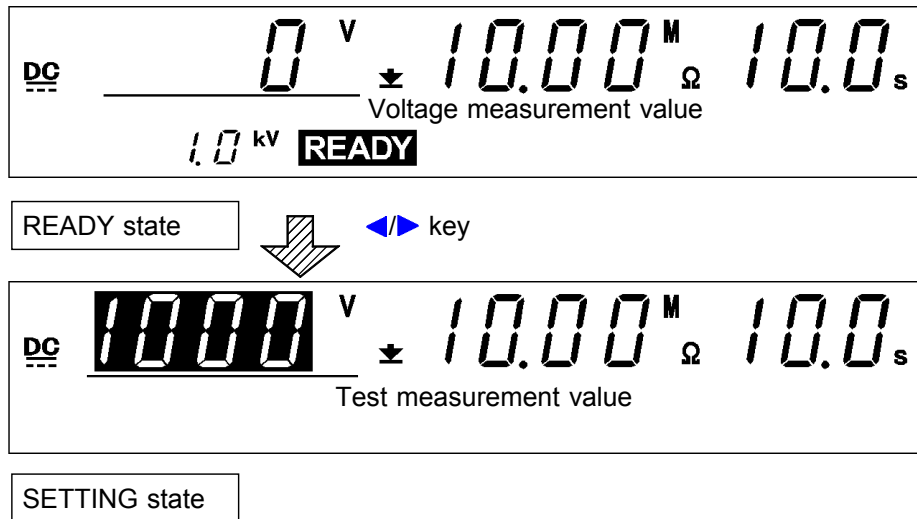 DC 0 V 10.00 MΩ 10.0 s
Voltage measurement value
1.0 kV READY
READY state
◀/▶ key
DC 1000 V 10.00 MΩ 10.0 s
Test measurement value
SETTING state